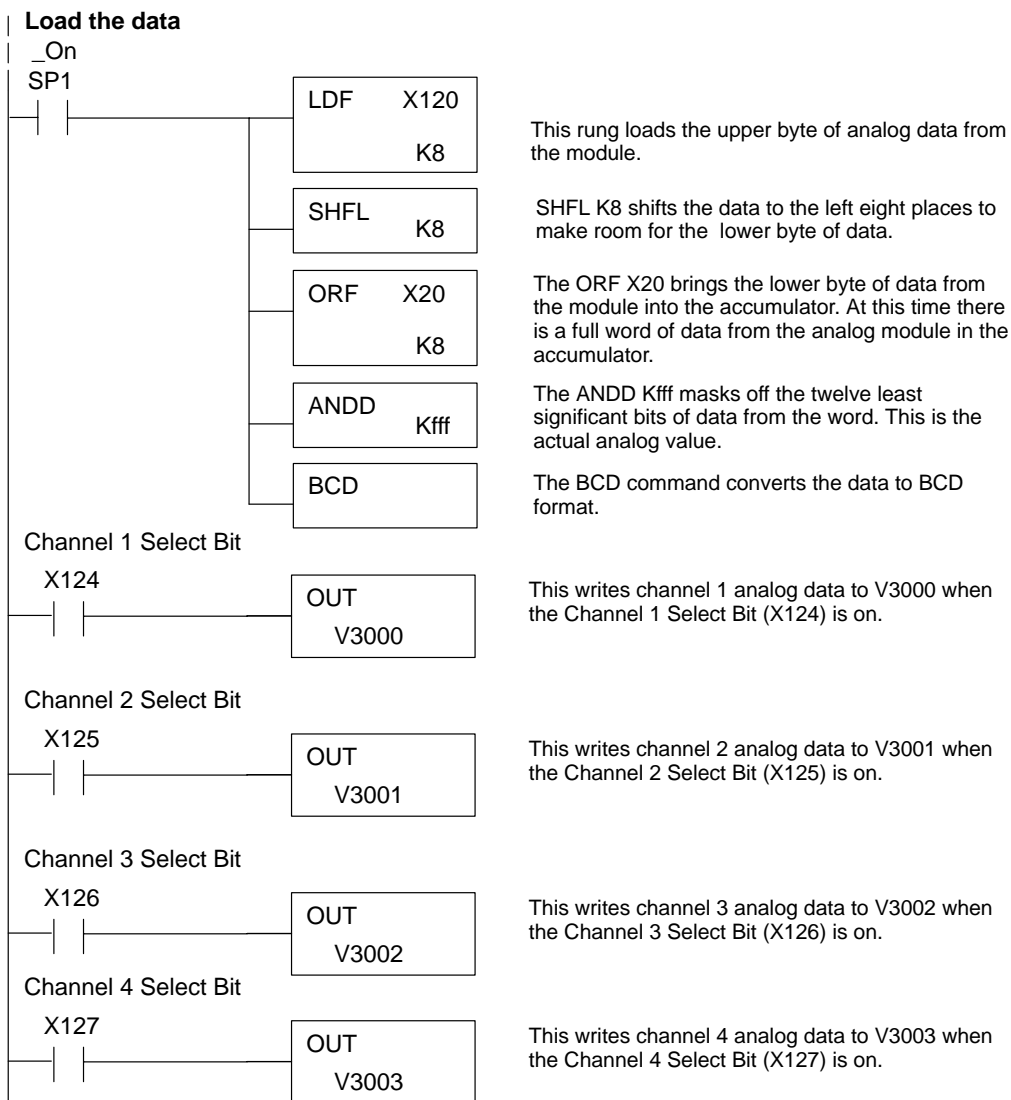 Load the data
_On
SP1
LDF X120
K8
This rung loads the upper byte of analog data from
the module.
SHFL K8
SHFL K8 shifts the data to the left eight places to
make room for the lower byte of data.
ORF X20
K8
The ORF X20 brings the lower byte of data from
the module into the accumulator. At this time there
is a full word of data from the analog module in the
accumulator.
ANDD Kfff
The ANDD Kfff masks off the twelve least
significant bits of data from the word. This is the
actual analog value.
BCD
The BCD command converts the data to BCD
format.
Channel 1 Select Bit
X124
OUT
V3000
This writes channel 1 analog data to V3000 when
the Channel 1 Select Bit (X124) is on.
Channel 2 Select Bit
X125
OUT
V3001
This writes channel 2 analog data to V3001 when
the Channel 2 Select Bit (X125) is on.
Channel 3 Select Bit
X126
OUT
V3002
This writes channel 3 analog data to V3002 when
the Channel 3 Select Bit (X126) is on.
Channel 4 Select Bit
X127
OUT
V3003
This writes channel 4 analog data to V3003 when
the Channel 4 Select Bit (X127) is on.